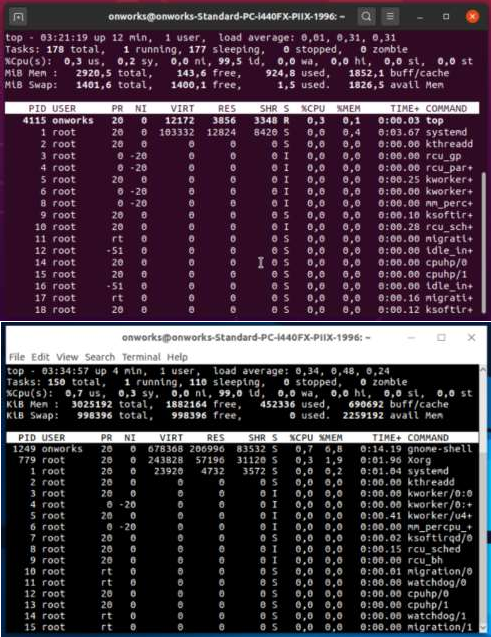 onworks@onworks-Standard-PC-i440FX-PIIX-1996: ~
top - 03:21:19 up 12 min, 1 user, load average: 0,01, 0,31, 0,31
Tasks: 178 total, 1 running, 177 sleeping, 0 stopped, 0 zombie
%Cpu(s): 0,3 us, 0,2 sy, 0,0 ni, 99,5 id, 0,0 wa, 0,0 hi, 0,0 si, 0,0 st
MiB Mem : 2920,5 total, 143,6 free, 924,8 used, 1852,1 buff/cache
MiB Swap: 1401,6 total, 1400,1 free, 1,5 used. 1826,5 avail Mem
PID USER PR NI VIRT RES SHR S %CPU %MEM TIME+ COMMAND
4115 onworks 20 0 12172 3856 3348 R 0,3 0,1 0:00.03 top
1 root 20 0 103332 12824 8420 S 0,0 0,4 0:03.67 systemd
2 root 20 0 0 0 0 S 0,0 0,0 0:00.00 kthreadd
3 root 0 -20 0 0 0 I 0,0 0,0 0:00.00 rcu_gp
4 root 0 -20 0 0 0 I 0,0 0,0 0:00.00 rcu_par+
5 root 20 0 0 0 0 I 0,0 0,0 0:00.25 kworker+
6 root 0 -20 0 0 0 I 0,0 0,0 0:00.00 kworker+
8 root 0 -20 0 0 0 I 0,0 0,0 0:00.00 mm_perc+
9 root 20 0 0 0 0 S 0,0 0,0 0:00.10 ksoftir+
10 root 20 0 0 0 0 I 0,0 0,0 0:00.28 rcu_sch+
11 root rt 0 0 0 0 S 0,0 0,0 0:00.00 migrati+
12 root -51 0 0 0 0 S 0,0 0,0 0:00.00 idle_in+
14 root 20 0 0 0 0 S 0,0 0,0 0:00.00 cpuhp/0
15 root 20 0 0 0 0 S 0,0 0,0 0:00.00 cpuhp/1
16 root -51 0 0 0 0 S 0,0 0,0 0:00.00 idle_in+
17 root rt 0 0 0 0 S 0,0 0,0 0:00.16 migrati+
18 root 20 0 0 0 0 S 0,0 0,0 0:00.12 ksoftir+
onworks@onworks-Standard-PC-i440FX-PIIX-1996: ~
File Edit View Search Terminal Help
top - 03:34:57 up 4 min, 1 user, load average: 0,34, 0,48, 0,24
Tasks: 150 total, 1 running, 110 sleeping, 0 stopped, 0 zombie
%Cpu(s): 0,7 us, 0,3 sy, 0,0 ni, 99,0 id, 0,0 wa, 0,0 hi, 0,0 si, 0,0 st
KiB Mem : 3025192 total, 1882164 free, 452336 used, 690692 buff/cache
KiB Swap: 998396 total, 998396 free, 0 used. 2259192 avail Mem
PID USER PR NI VIRT RES SHR S %CPU %MEM TIME+ COMMAND
1249 onworks 20 0 678368 206996 83532 S 0,7 6,8 0:14.19 gnome-shell
779 root 20 0 243828 57196 31120 S 0,3 1,9 0:01.96 Xorg
1 root 20 0 23920 4732 3572 S 0,0 0,2 0:01.04 systemd
2 root 20 0 0 0 0 S 0,0 0,0 0:00.00 kthreadd
3 root 20 0 0 0 0 I 0,0 0,0 0:00.00 kworker/0:0
4 root 0 -20 0 0 0 I 0,0 0,0 0:00.00 kworker/0:+
5 root 20 0 0 0 0 I 0,0 0,0 0:00.41 kworker/u4+
6 root 0 -20 0 0 0 I 0,0 0,0 0:00.00 mm_percpu_+
7 root 20 0 0 0 0 S 0,0 0,0 0:00.02 ksoftirqd/0
8 root 20 0 0 0 0 I 0,0 0,0 0:00.15 rcu_sched
9 root 20 0 0 0 0 I 0,0 0,0 0:00.00 rcu_bh
10 root rt 0 0 0 0 S 0,0 0,0 0:00.01 migration/0
11 root rt 0 0 0 0 S 0,0 0,0 0:00.00 watchdog/0
12 root 20 0 0 0 0 S 0,0 0,0 0:00.00 cpuhp/0
13 root 20 0 0 0 0 S 0,0 0,0 0:00.00 cpuhp/1
14 root rt 0 0 0 0 S 0,0 0,0 0:00.00 watchdog/1
15 root rt 0 0 0 0 S 0,0 0,0 0:00.01 migration/1